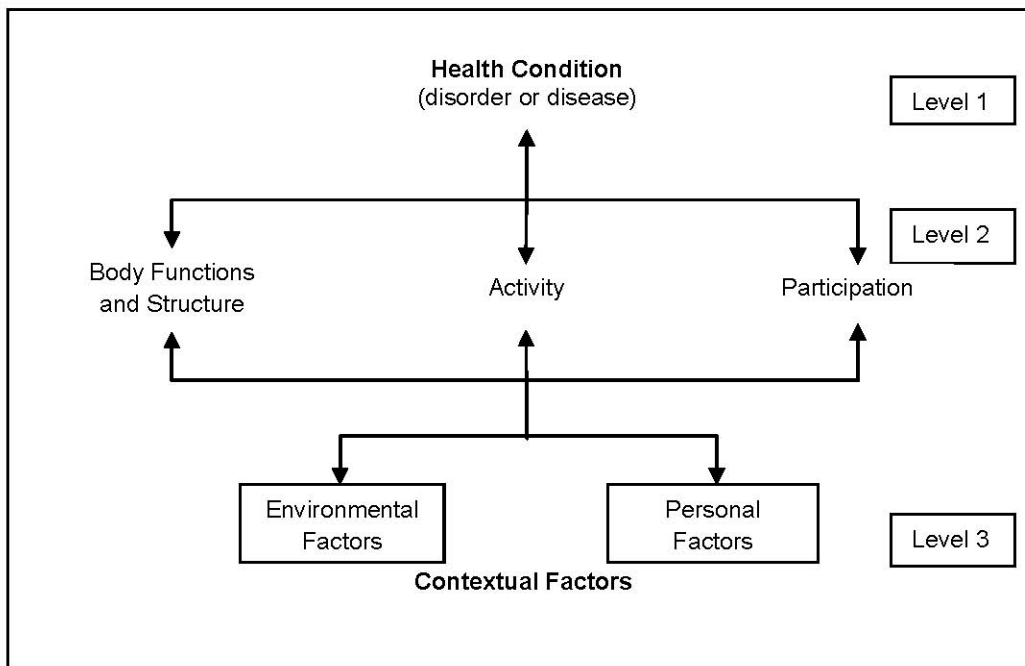 Health Condition
(disorder or disease)
Level 1
Level 2
Body Functions
and Structure
Activity
Participation
Environmental
Factors
Personal
Factors
Level 3
Contextual Factors